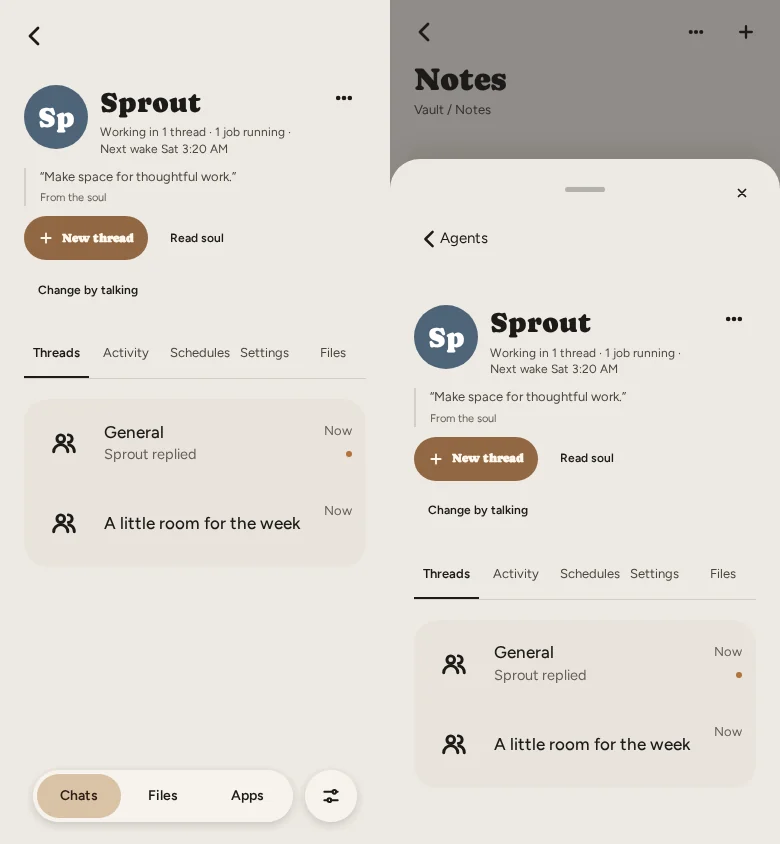 Sp
Sprout
Working in 1 thread · 1 job running ·
Next wake Sat 3:20 AM
“Make space for thoughtful work.”
From the soul
New thread
Read soul
Change by talking
Threads
Activity
Schedules
Settings
Files
General
Now
Sprout replied
A little room for the week
Now
Chats
Files
Apps
Notes
Vault / Notes
Agents
Sp
Sprout
Working in 1 thread · 1 job running ·
Next wake Sat 3:20 AM
“Make space for thoughtful work.”
From the soul
New thread
Read soul
Change by talking
Threads
Activity
Schedules
Settings
Files
General
Now
Sprout replied
A little room for the week
Now